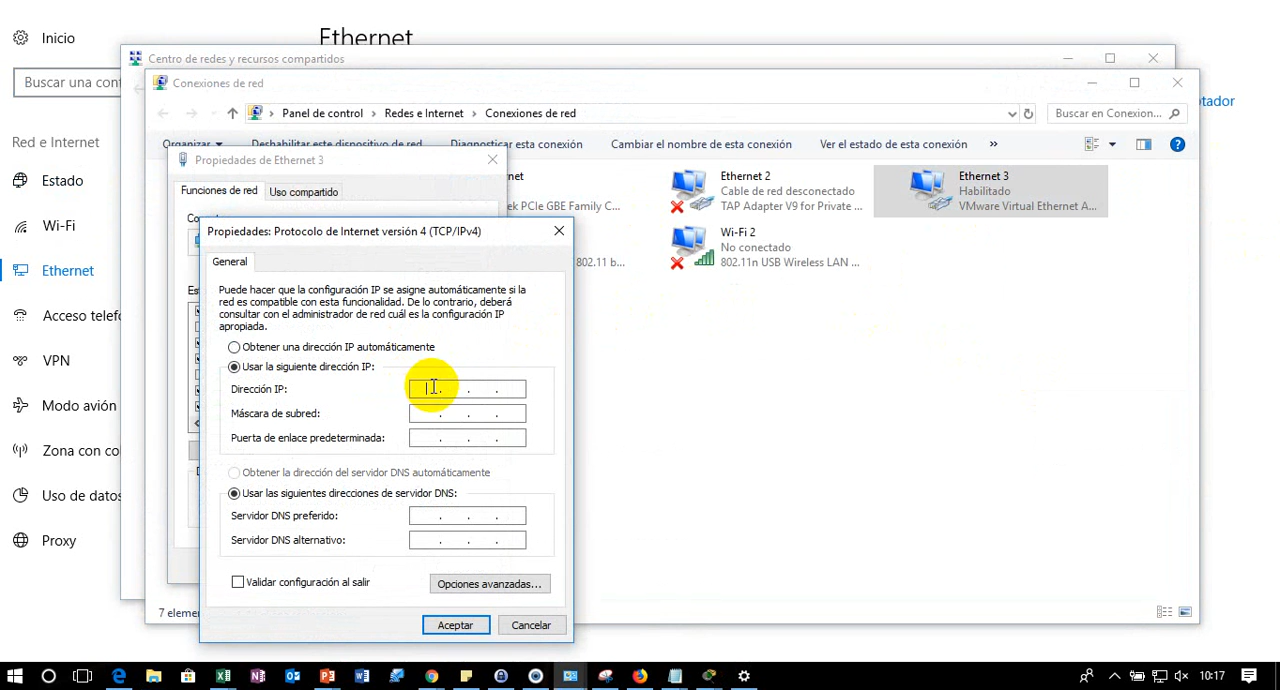 Inicio
Ethernet
Buscar una conf
Red e Internet
Estado
Wi-Fi
Ethernet
Acceso telef
VPN
Modo avión
Zona con co
Uso de datos
Proxy
Centro de redes y recursos compartidos
Conexiones de red
Panel de control > Redes e Internet > Conexiones de red
Buscar en Conexion...
Organizar
Deshabilitar este dispositivo de red
Diagnosticar esta conexión
Cambiar el nombre de esta conexión
Ver el estado de esta conexión
»
net
ek PCIe GBE Family C...
802.11 b...
Ethernet 2
Cable de red desconectado
TAP Adapter V9 for Private ...
Ethernet 3
Habilitado
VMware Virtual Ethernet A...
Wi-Fi 2
No conectado
802.11n USB Wireless LAN ...
7 eleme
Propiedades de Ethernet 3
Funciones de red
Uso compartido
Propiedades: Protocolo de Internet versión 4 (TCP/IPv4)
General
Puede hacer que la configuración IP se asigne automáticamente si la
red es compatible con esta funcionalidad. De lo contrario, deberá
consultar con el administrador de red cuál es la configuración IP
apropiada.
Obtener una dirección IP automáticamente
Usar la siguiente dirección IP:
Dirección IP:
Máscara de subred:
Puerta de enlace predeterminada:
Obtener la dirección del servidor DNS automáticamente
Usar las siguientes direcciones de servidor DNS:
Servidor DNS preferido:
Servidor DNS alternativo:
Validar configuración al salir
Opciones avanzadas...
Aceptar
Cancelar
10:17